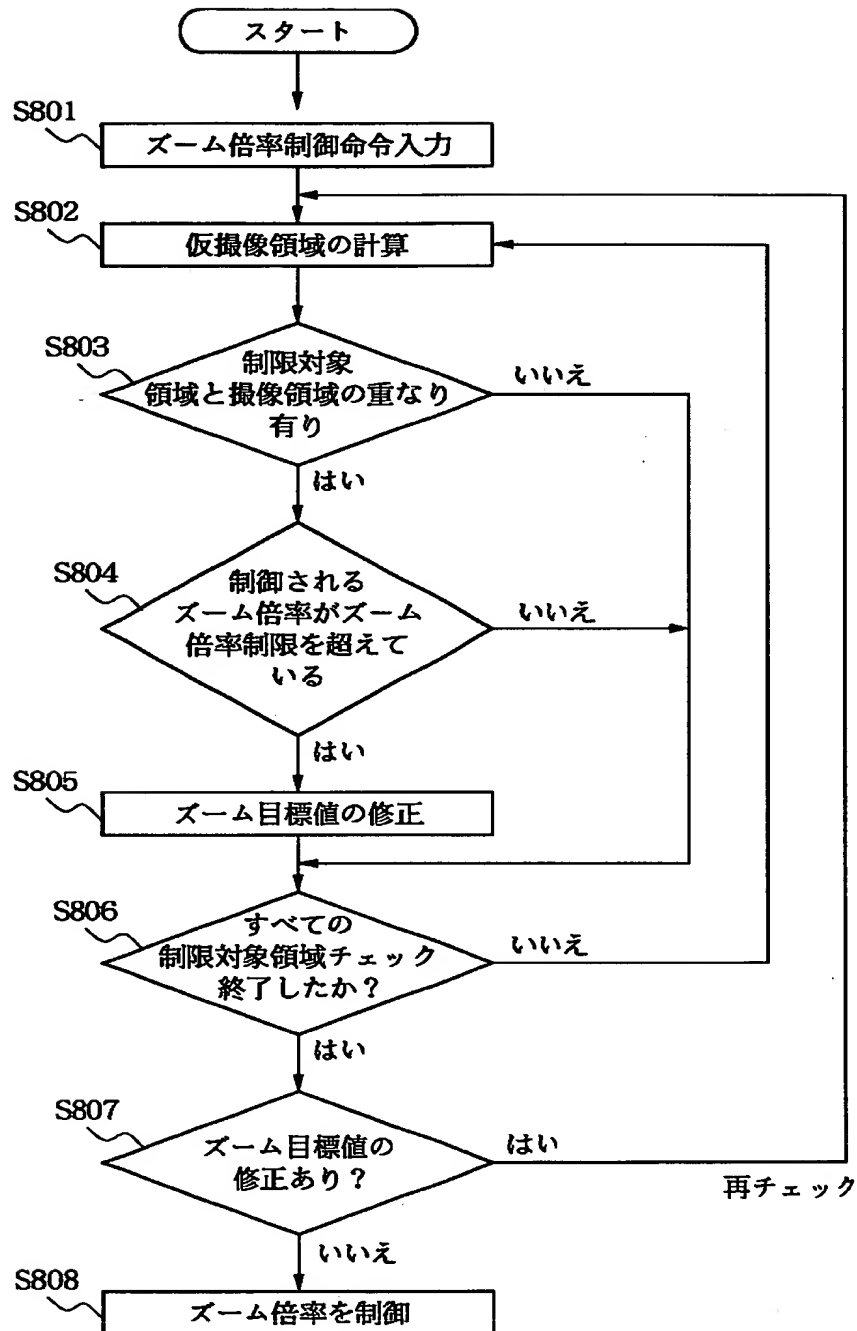 スタート
S801
ズーム倍率制御命令入力
S802
仮撮像領域の計算
S803
制限対象
領域と撮像領域の重なり
有り
いいえ
はい
S804
制御される
ズーム倍率がズーム
倍率制限を超えて
いる
いいえ
はい
S805
ズーム目標値の修正
S806
すべての
制限対象領域チェック
終了したか？
いいえ
はい
S807
ズーム目標値の
修正あり？
はい
再チェック
いいえ
S808
ズーム倍率を制御